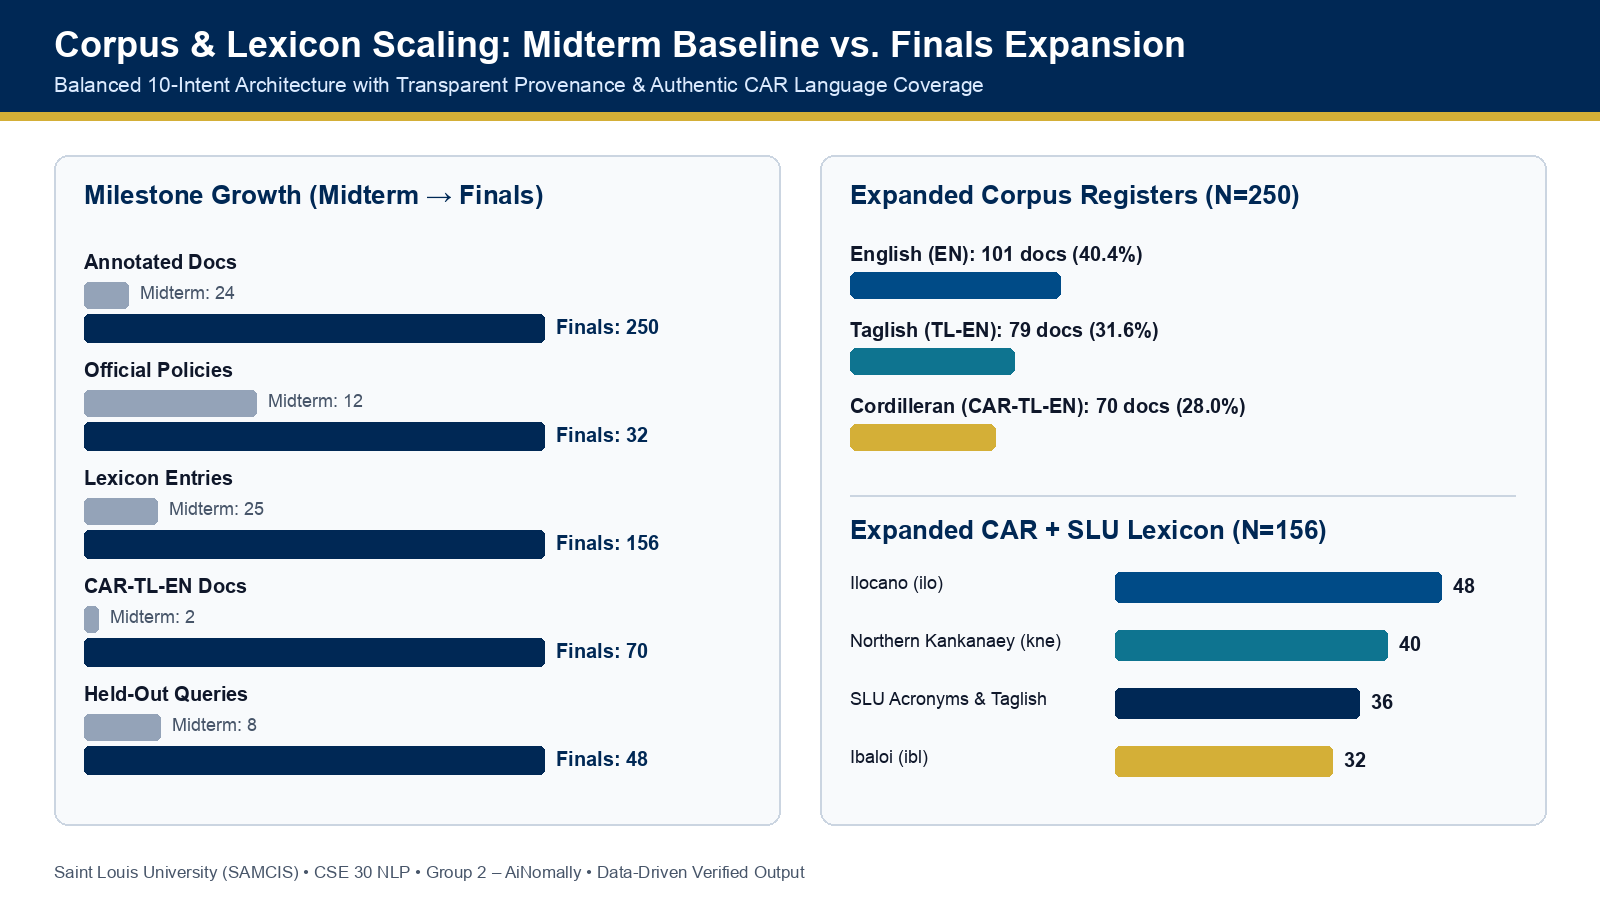 Corpus & Lexicon Scaling: Midterm Baseline vs. Finals Expansion
Balanced 10-Intent Architecture with Transparent Provenance & Authentic CAR Language Coverage
Milestone Growth (Midterm → Finals)
Annotated Docs
Midterm: 24
Finals: 250
Official Policies
Midterm: 12
Finals: 32
Lexicon Entries
Midterm: 25
Finals: 156
CAR-TL-EN Docs
Midterm: 2
Finals: 70
Held-Out Queries
Midterm: 8
Finals: 48
Expanded Corpus Registers (N=250)
English (EN): 101 docs (40.4%)
Taglish (TL-EN): 79 docs (31.6%)
Cordilleran (CAR-TL-EN): 70 docs (28.0%)
Expanded CAR + SLU Lexicon (N=156)
Ilocano (ilo) 48
Northern Kankanaey (kne) 40
SLU Acronyms & Taglish 36
Ibaloi (ibl) 32
Saint Louis University (SAMCIS) • CSE 30 NLP • Group 2 – AiNomally • Data-Driven Verified Output